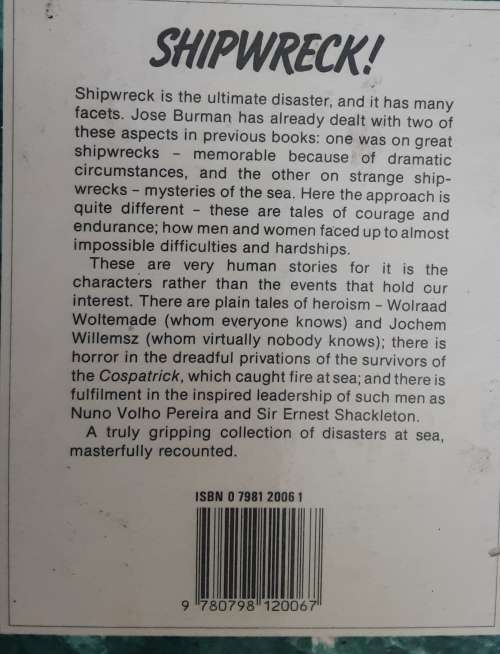 SHIPWRECK!
Shipwreck is the ultimate disaster, and it has many
facets. Jose Burman has already dealt with two of
these aspects in previous books: one was on great
shipwrecks – memorable because of dramatic
circumstances, and the other on strange ship-
wrecks – mysteries of the sea. Here the approach is
quite different – these are tales of courage and
endurance; how men and women faced up to almost
impossible difficulties and hardships.
These are very human stories for it is the
characters rather than the events that hold our
interest. There are plain tales of heroism – Wolraad
Woltemade (whom everyone knows) and Jochem
Willemsz (whom virtually nobody knows); there is
horror in the dreadful privations of the survivors of
the Cospatrick, which caught fire at sea; and there is
fulfilment in the inspired leadership of such men as
Nuno Volho Pereira and Sir Ernest Shackleton.
A truly gripping collection of disasters at sea,
masterfully recounted.
ISBN 0 7981 2006 1
9 780798 120067